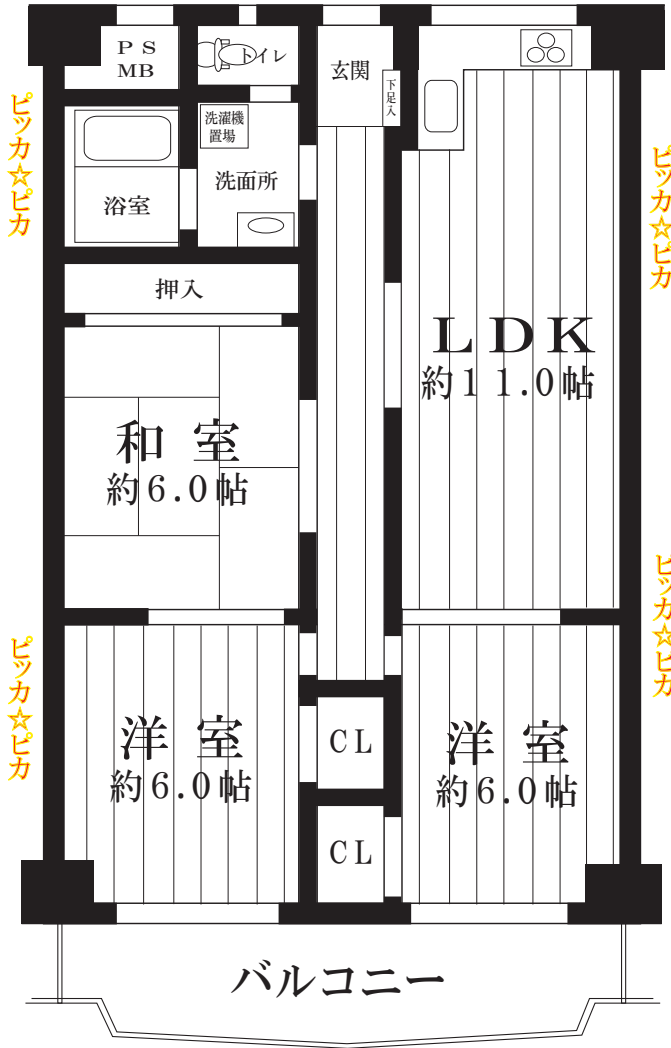 PS
MB
トイレ
玄関
下足入
洗濯機
置場
洗面所
浴室
押入
ピッカ☆ピカ
ピッカ☆ピカ
LDK
約11.0帖
和室
約6.0帖
ピッカ☆ピカ
ピッカ☆ピカ
洋室
約6.0帖
CL
洋室
約6.0帖
CL
バルコニー